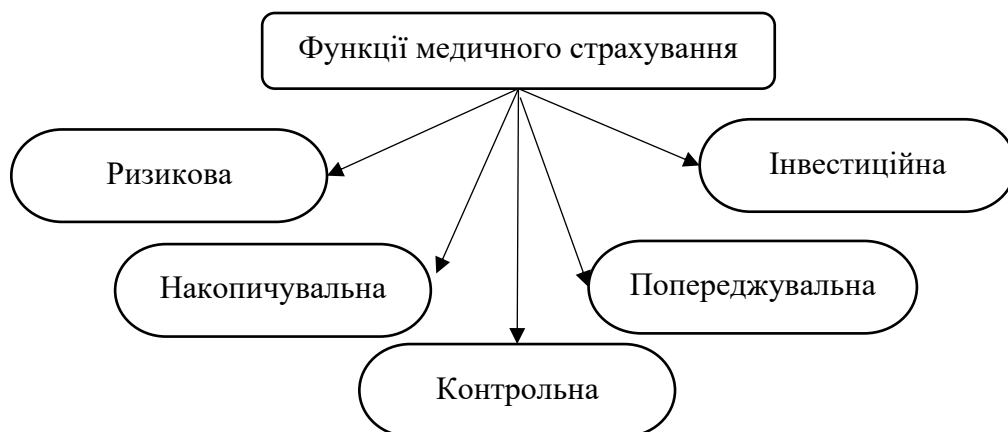 Функції медичного страхування
Ризикова
Інвестиційна
Накопичувальна
Попереджувальна
Контрольна